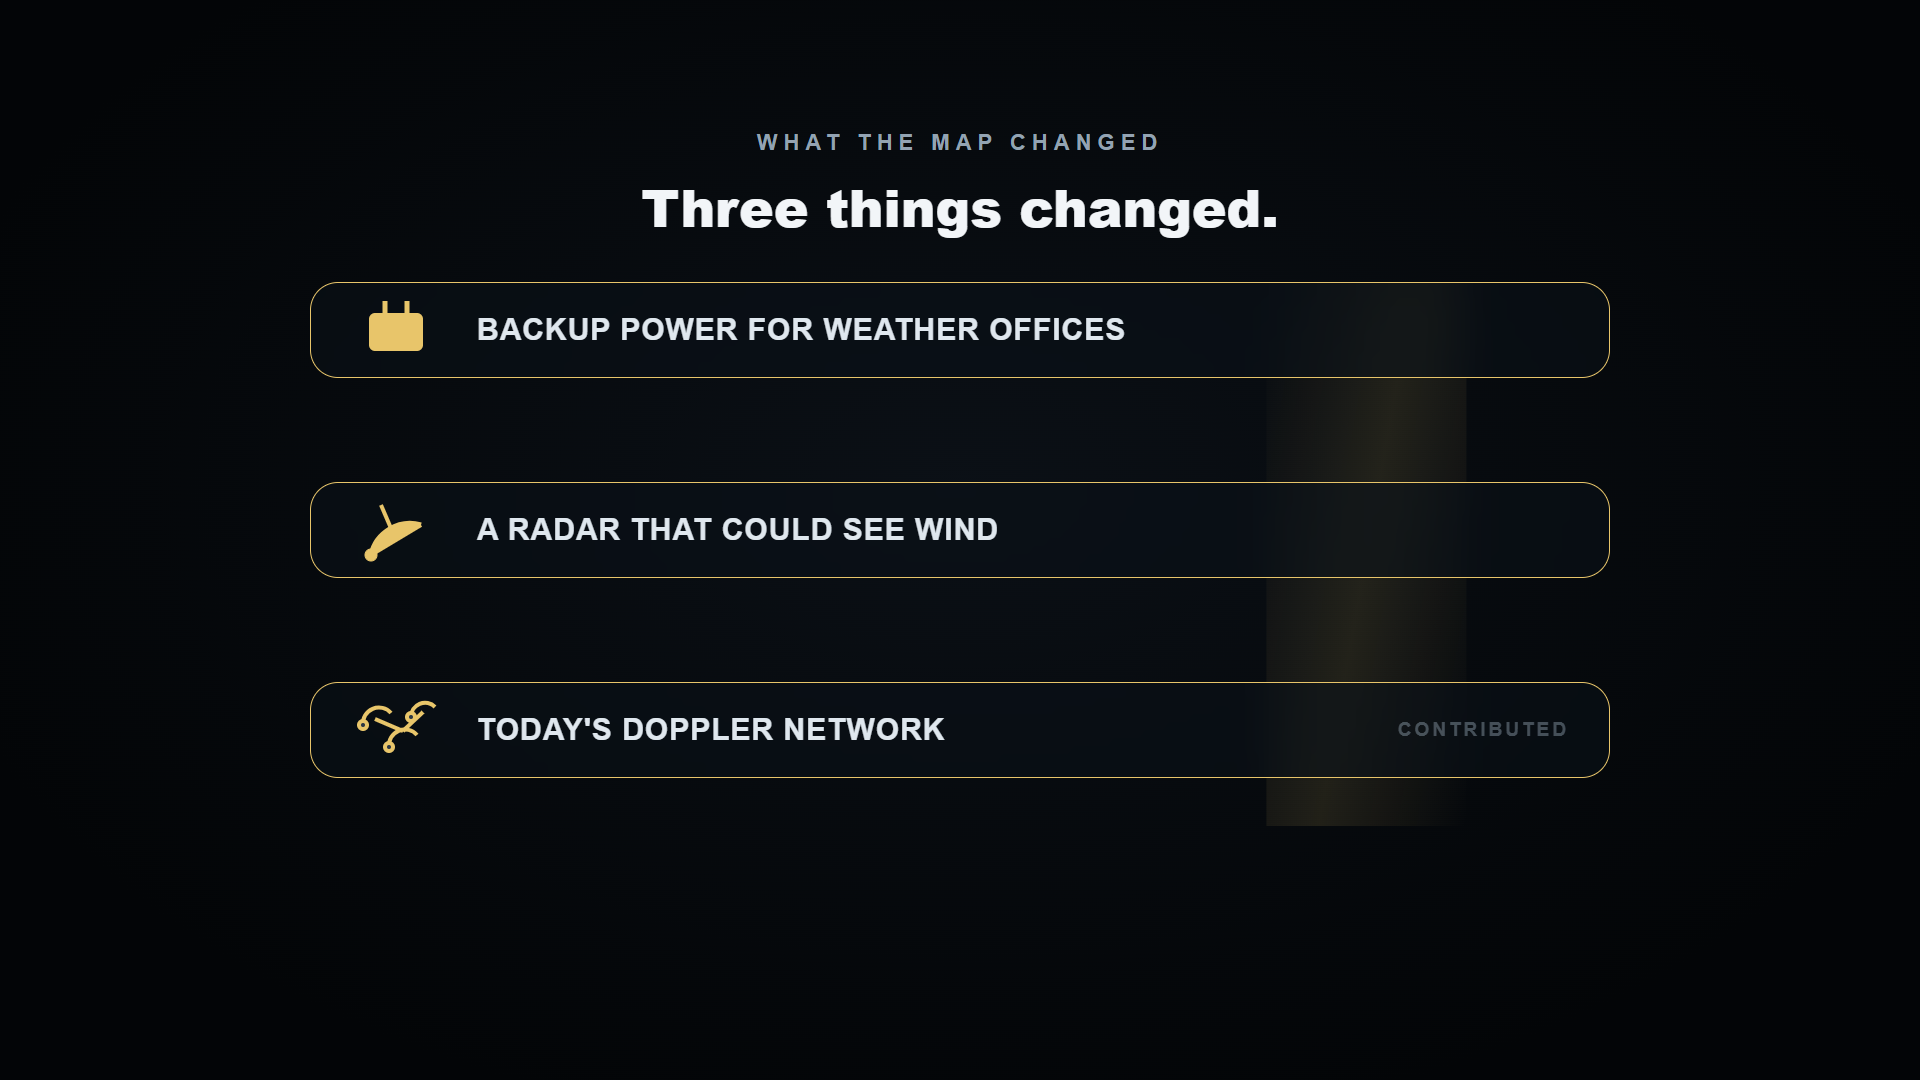 WHAT THE MAP CHANGED
Three things changed.
BACKUP POWER FOR WEATHER OFFICES
A RADAR THAT COULD SEE WIND
TODAY'S DOPPLER NETWORK
CONTRIBUTED